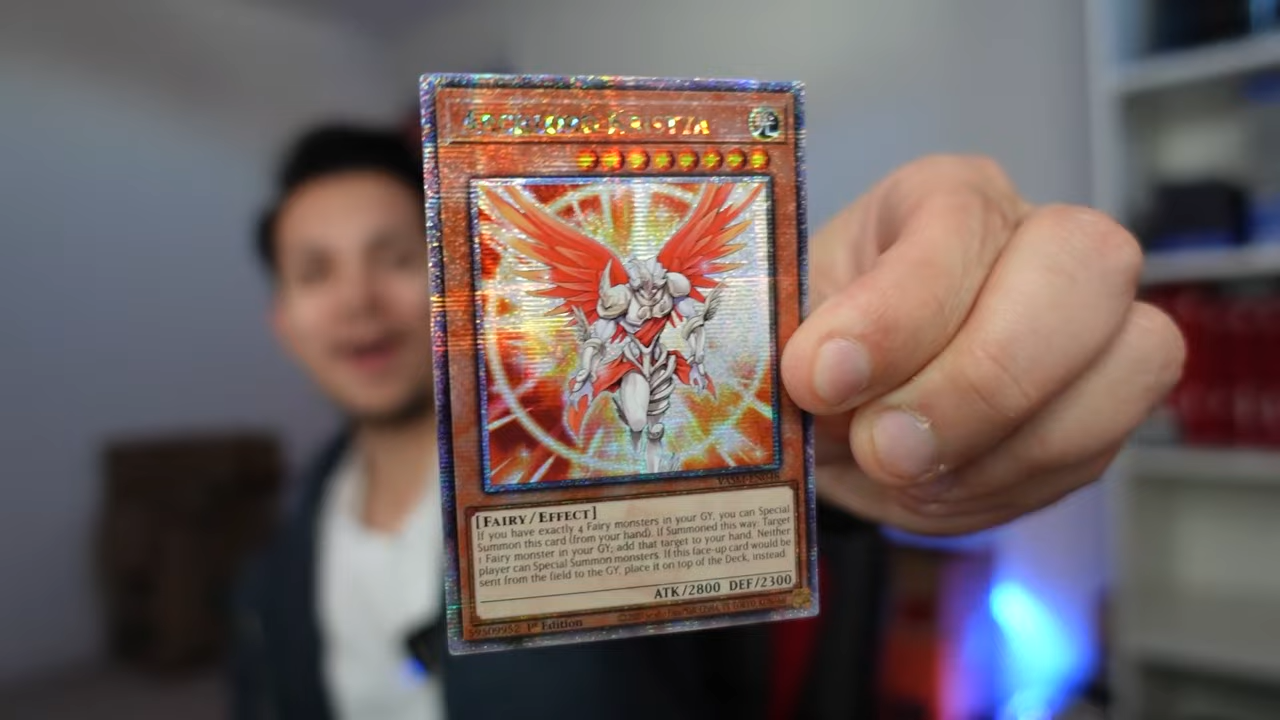 Archlord Kristya
[FAIRY/EFFECT]
If you have exactly 4 Fairy monsters in your GY, you can Special
Summon this card (from your hand). If Summoned this way: Target
1 Fairy monster in your GY; add that target to your hand. Neither
player can Special Summon monsters. If this face-up card would be
sent from the field to the GY, place it on top of the Deck, instead.
ATK/2800 DEF/2300
59509952 1st Edition